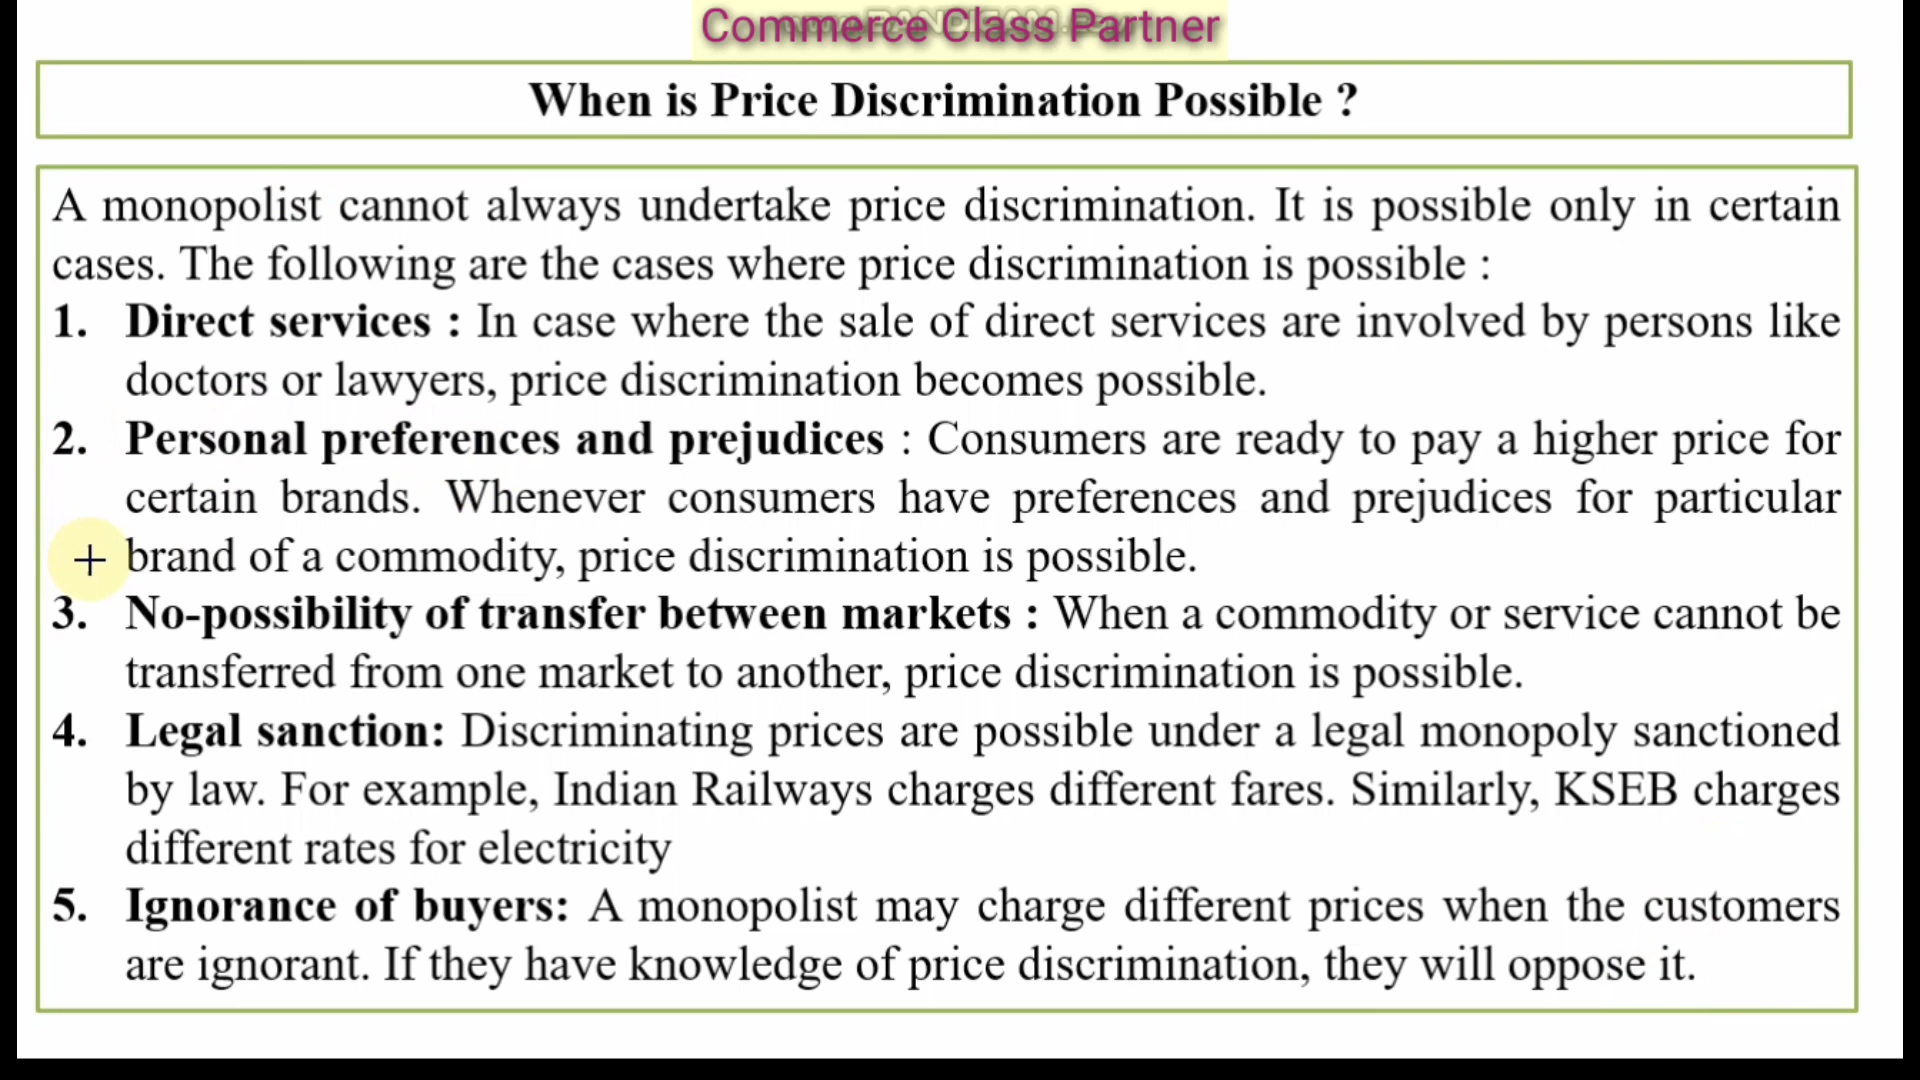 Commerce Class Partner
When is Price Discrimination Possible ?
A monopolist cannot always undertake price discrimination. It is possible only in certain
cases. The following are the cases where price discrimination is possible :
1. Direct services : In case where the sale of direct services are involved by persons like
doctors or lawyers, price discrimination becomes possible.
2. Personal preferences and prejudices : Consumers are ready to pay a higher price for
certain brands. Whenever consumers have preferences and prejudices for particular
brand of a commodity, price discrimination is possible.
3. No-possibility of transfer between markets : When a commodity or service cannot be
transferred from one market to another, price discrimination is possible.
4. Legal sanction: Discriminating prices are possible under a legal monopoly sanctioned
by law. For example, Indian Railways charges different fares. Similarly, KSEB charges
different rates for electricity
5. Ignorance of buyers: A monopolist may charge different prices when the customers
are ignorant. If they have knowledge of price discrimination, they will oppose it.